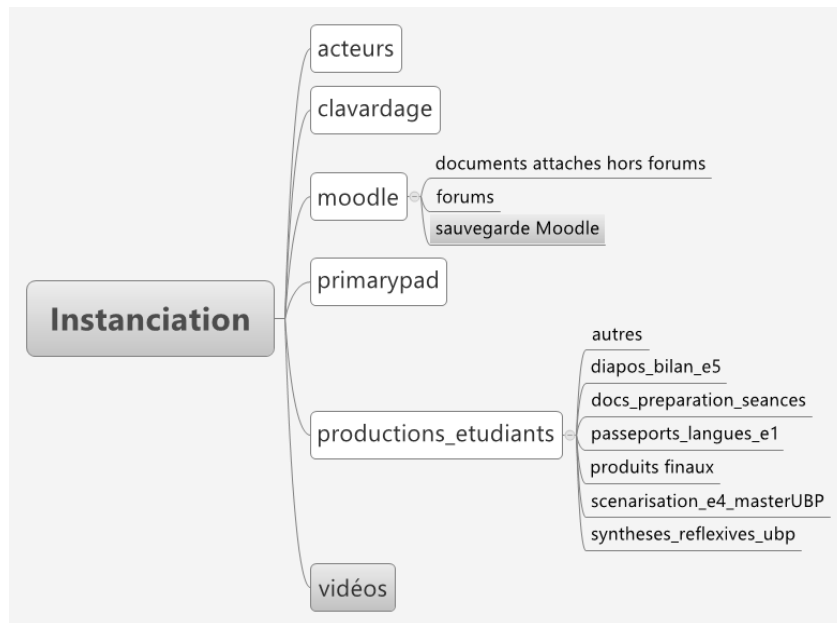 Instanciation
acteurs
clavardage
moodle
documents attaches hors forums
forums
sauvegarde Moodle
primarypad
productions_etudiants
autres
diapos_bilan_e5
docs_preparation_seances
passeports_langues_e1
produits finaux
scenarisation_e4_masterUBP
syntheses_reflexives_ubp
vidéos